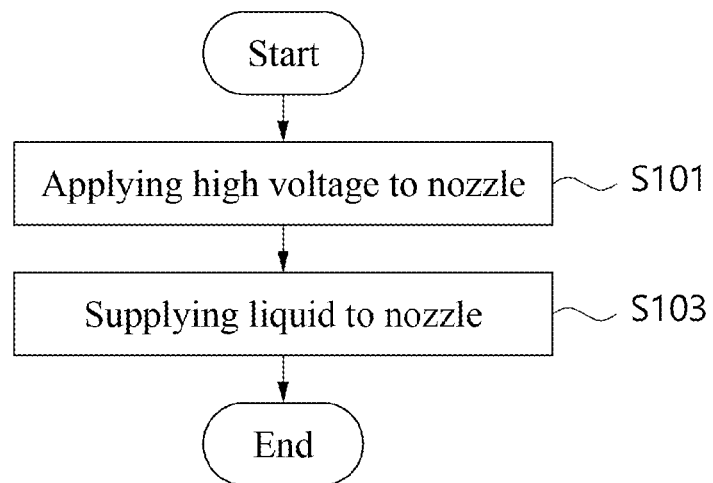 Start
Applying high voltage to nozzle
S101
Supplying liquid to nozzle
S103
End